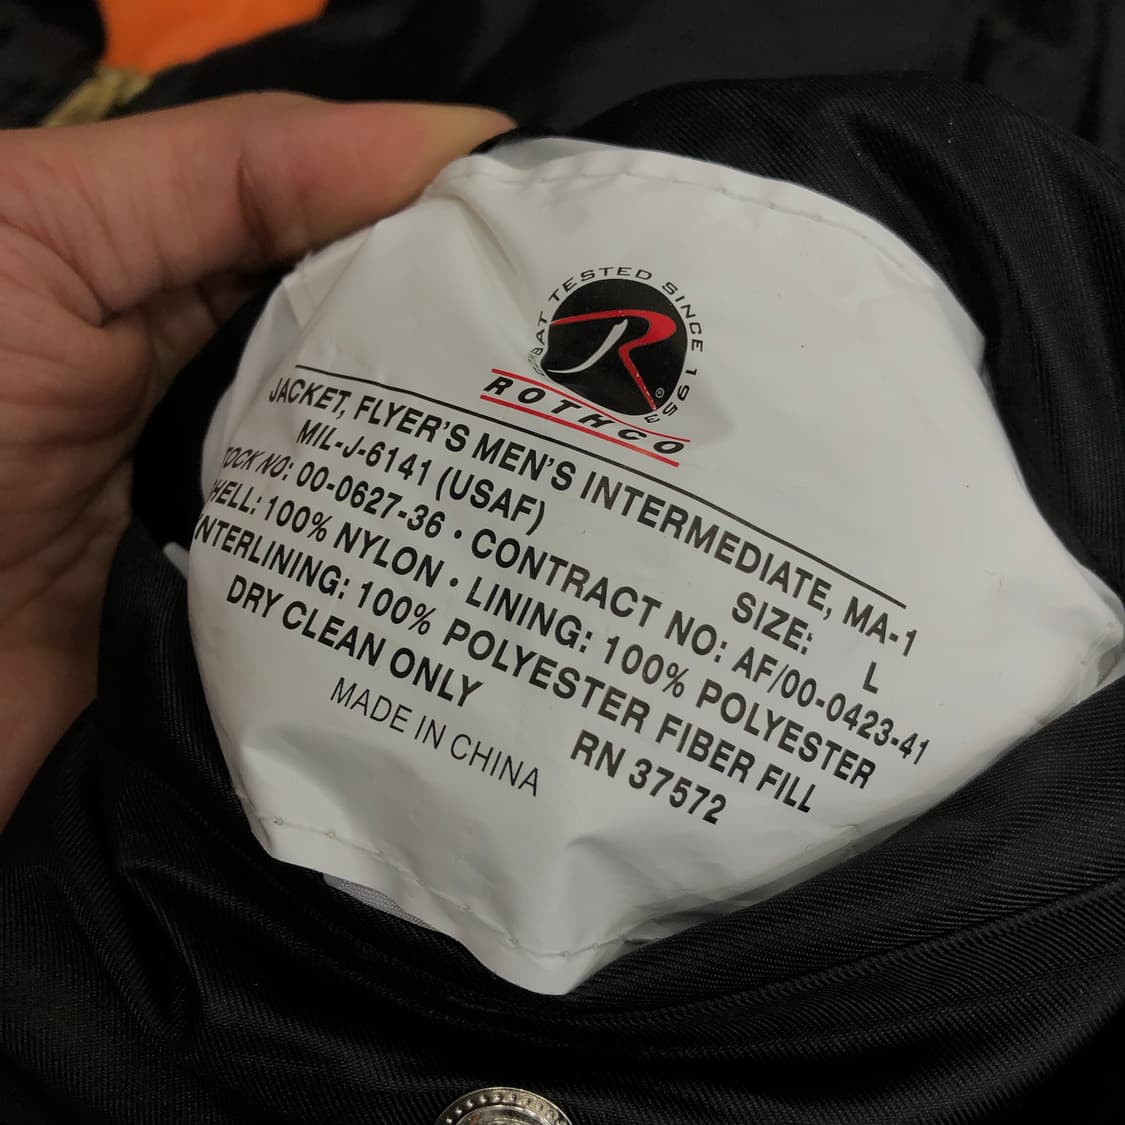 COMBAT TESTED SINCE 1953
R
ROTHCO
JACKET, FLYER'S MEN'S INTERMEDIATE, MA-1
MIL-J-6141 (USAF) SIZE: L
TOCK NO: 00-0627-36 · CONTRACT NO: AF/00-0423-41
HELL: 100% NYLON · LINING: 100% POLYESTER
INTERLINING: 100% POLYESTER FIBER FILL
DRY CLEAN ONLY RN 37572
MADE IN CHINA